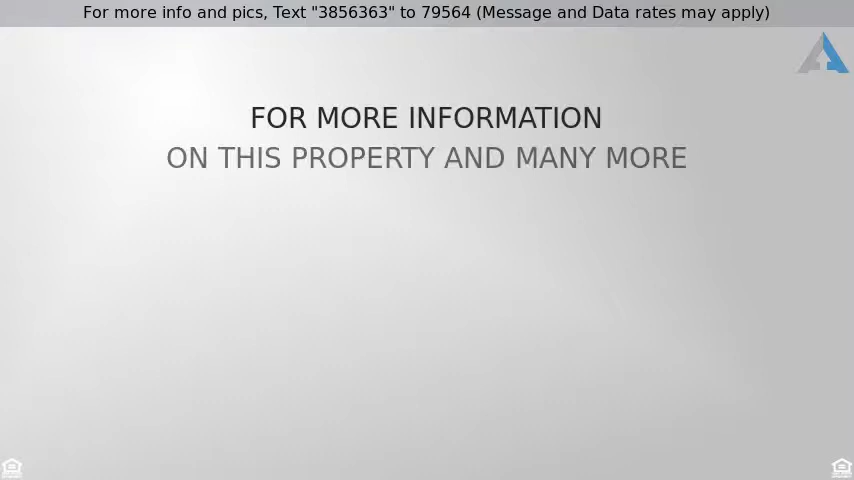 For more info and pics, Text "3856363" to 79564 (Message and Data rates may apply)
FOR MORE INFORMATION
ON THIS PROPERTY AND MANY MORE